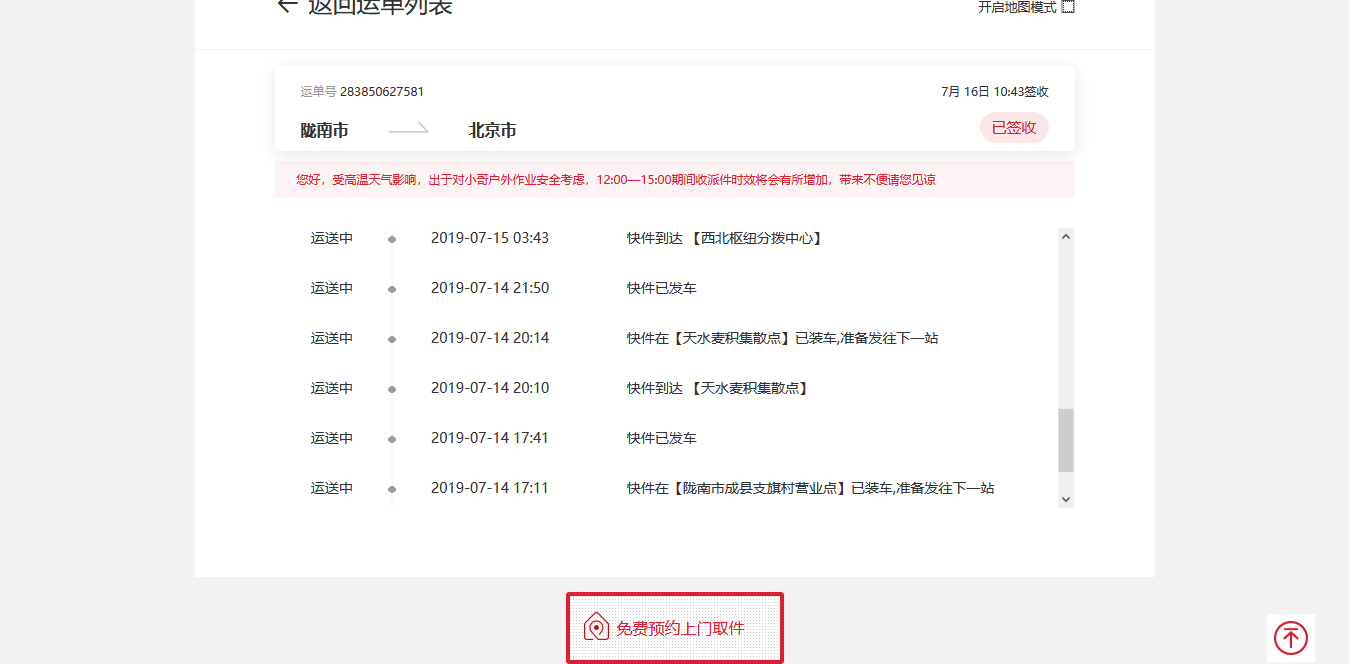 返回运单列表
开启地图模式
运单号 283850627581
7月 16日 10:43签收
陇南市
北京市
已签收
您好，受高温天气影响，出于对小哥户外作业安全考虑，12:00—15:00期间收派件时效将会有所增加，带来不便请您见谅
运送中 2019-07-15 03:43 快件到达 【西北枢纽分拨中心】
运送中 2019-07-14 21:50 快件已发车
运送中 2019-07-14 20:14 快件在【天水麦积集散点】已装车,准备发往下一站
运送中 2019-07-14 20:10 快件到达 【天水麦积集散点】
运送中 2019-07-14 17:41 快件已发车
运送中 2019-07-14 17:11 快件在【陇南市成县支旗村营业点】已装车,准备发往下一站
免费预约上门取件